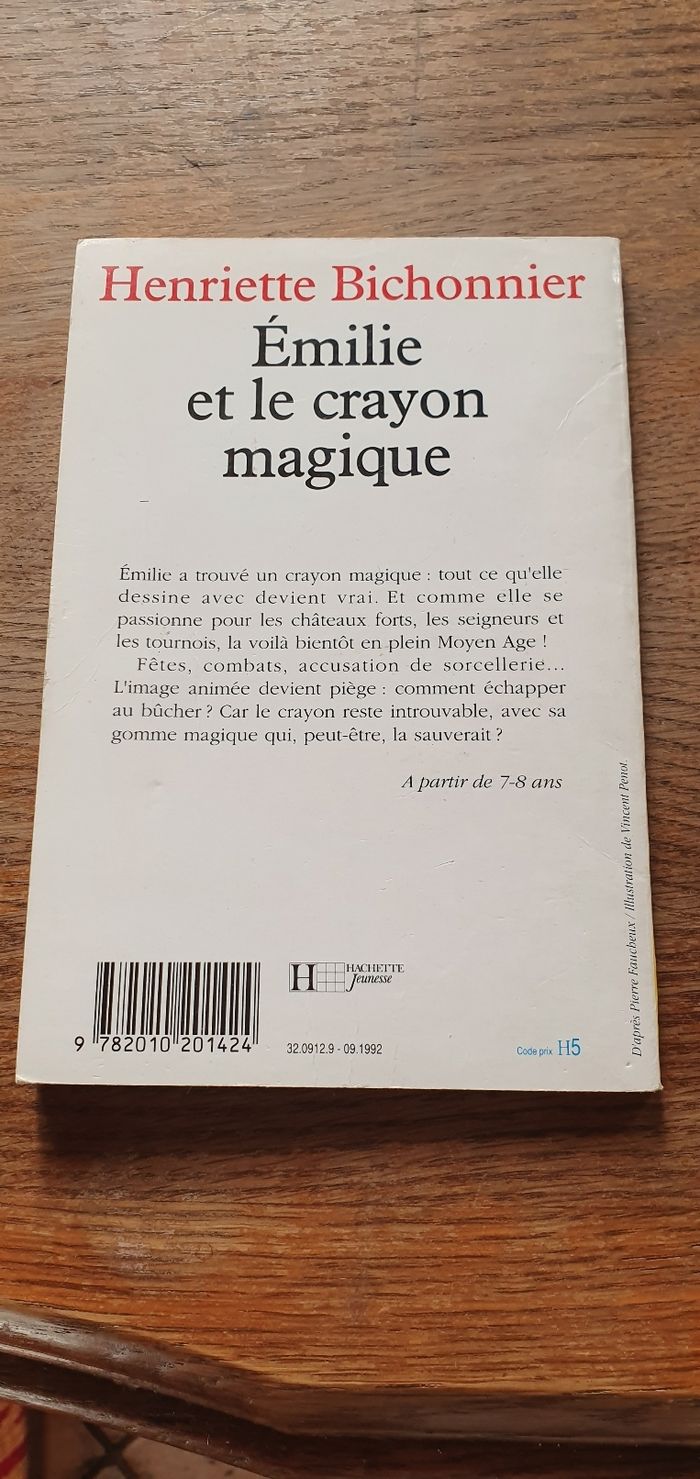 Henriette Bichonnier
Émilie
et le crayon
magique
Émilie a trouvé un crayon magique : tout ce qu'elle
dessine avec devient vrai. Et comme elle se
passionne pour les châteaux forts, les seigneurs et
les tournois, la voilà bientôt en plein Moyen Age !
Fêtes, combats, accusation de sorcellerie...
L'image animée devient piège : comment échapper
au bûcher ? Car le crayon reste introuvable, avec sa
gomme magique qui, peut-être, la sauverait ?
A partir de 7-8 ans
D'après Pierre Faucheux / Illustration de Vincent Penot.
H HACHETTE
Jeunesse
9 782010 201424
32.0912.9 - 09.1992
Code prix H5